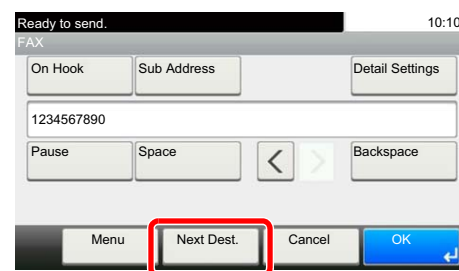 Ready to send. 10:10
FAX
On Hook Sub Address Detail Settings
1234567890
Pause Space < > Backspace
Menu Next Dest. Cancel OK